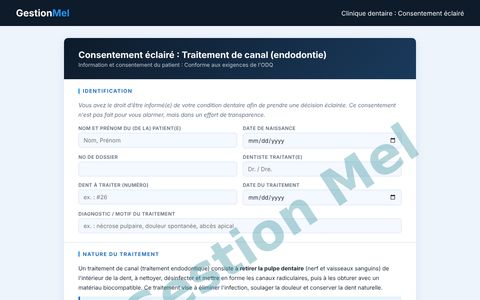 GestionMel
Clinique dentaire : Consentement éclairé
Consentement éclairé : Traitement de canal (endodontie)
Information et consentement du patient : Conforme aux exigences de l'ODQ
IDENTIFICATION
Vous avez le droit d'être informé(e) de votre condition dentaire afin de prendre une décision éclairée. Ce consentement
n'est pas fait pour vous alarmer, mais dans un effort de transparence.
NOM ET PRÉNOM DU (DE LA) PATIENT(E)
DATE DE NAISSANCE
Nom, Prénom
mm/dd/yyyy
NO DE DOSSIER
DENTISTE TRAITANT(E)
Dr. / Dre.
DENT À TRAITER (NUMÉRO)
DATE DU TRAITEMENT
ex. : #26
mm/dd/yyyy
DIAGNOSTIC / MOTIF DU TRAITEMENT
ex. : nécrose pulpaire, douleur spontanée, abcès apical
NATURE DU TRAITEMENT
Un traitement de canal (traitement endodontique) consiste à retirer la pulpe dentaire (nerf et vaisseaux sanguins) de
l'intérieur de la dent, à nettoyer, désinfecter et mettre en forme les canaux radiculaires, puis à les obturer avec un
matériau biocompatible. Ce traitement vise à éliminer l'infection, soulager la douleur et conserver la dent naturelle.
Gestion Mel